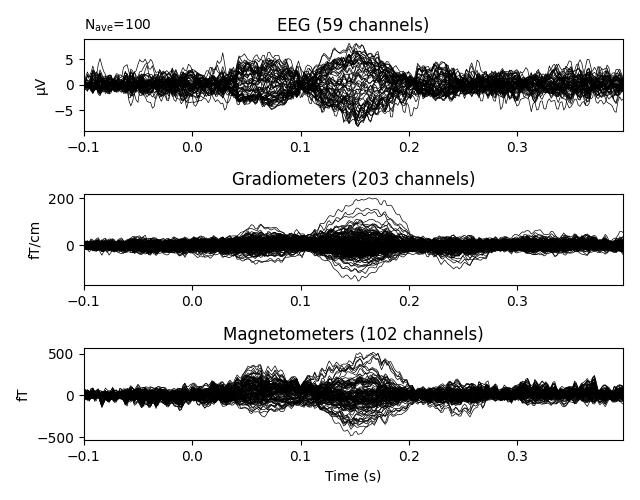 Nave=100
EEG (59 channels)
5
0
−5
µV
−0.1 0.0 0.1 0.2 0.3
Gradiometers (203 channels)
200
0
fT/cm
−0.1 0.0 0.1 0.2 0.3
Magnetometers (102 channels)
500
0
−500
fT
−0.1 0.0 0.1 0.2 0.3
Time (s)